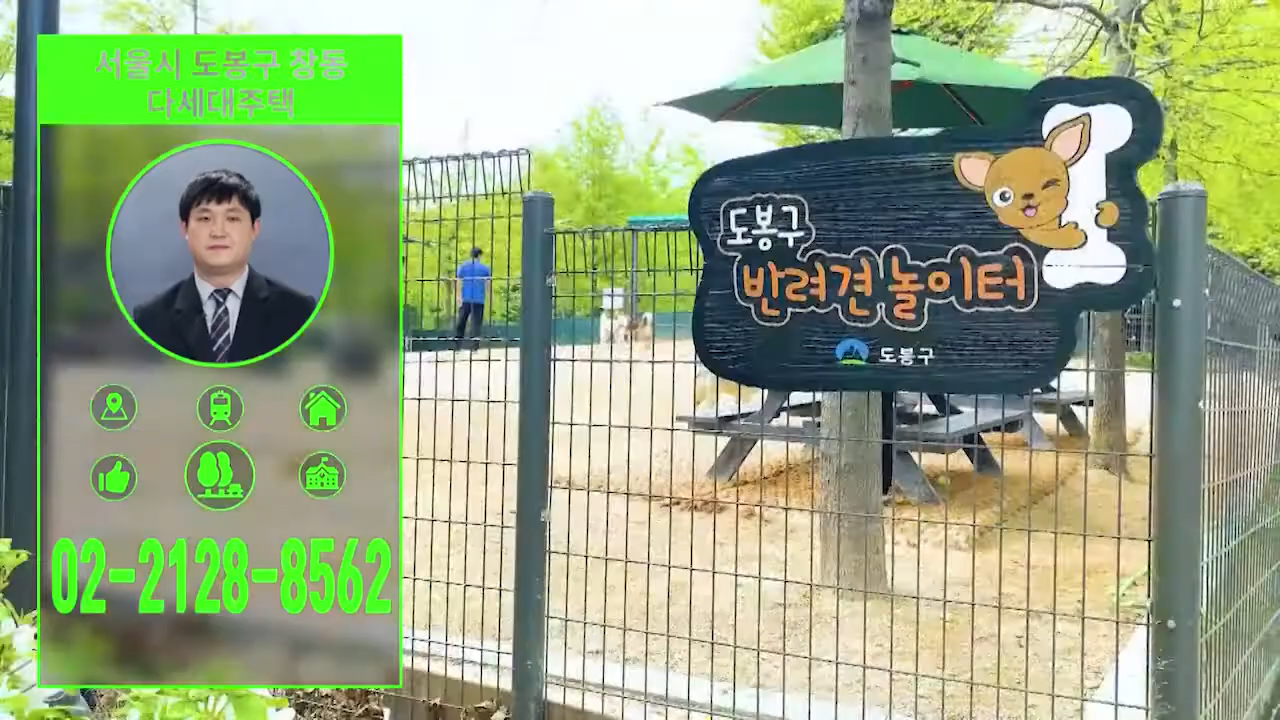 서울시 도봉구 창동
다세대주택
02-2128-8562
도봉구
반려견 놀이터
도봉구